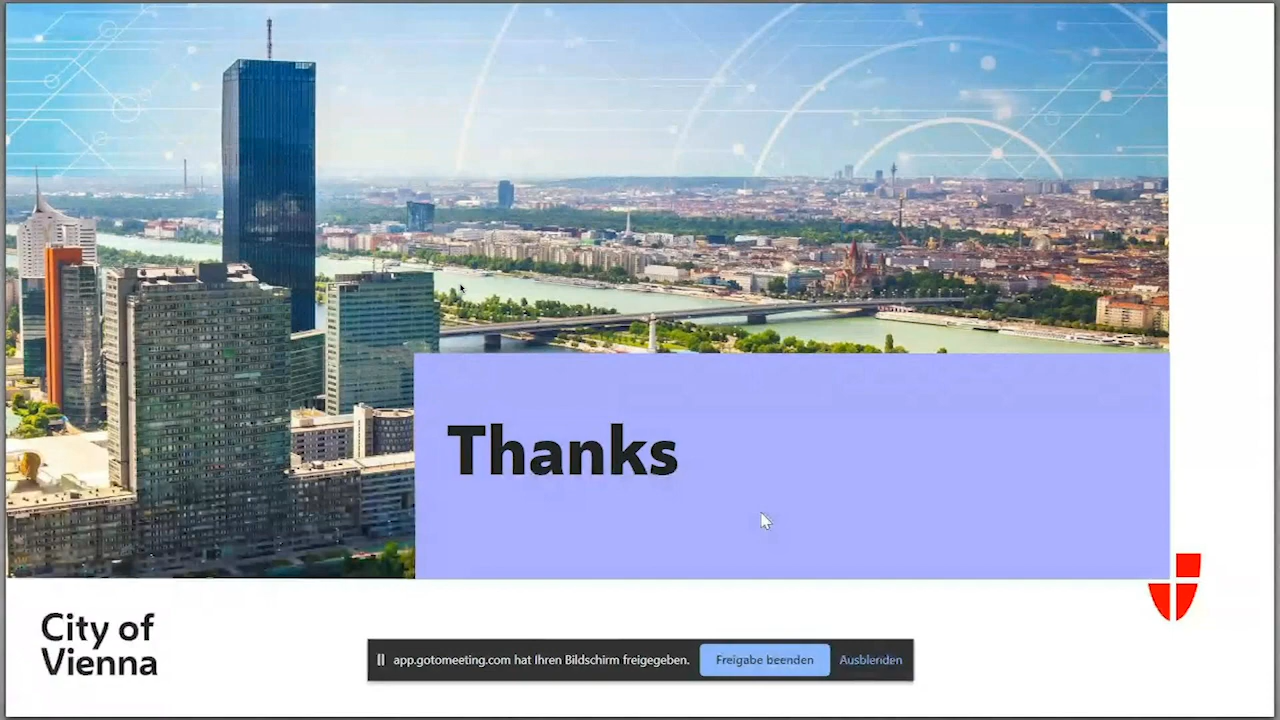 Thanks
City of
Vienna
app.gotomeeting.com hat Ihren Bildschirm freigegeben. Freigabe beenden Ausblenden